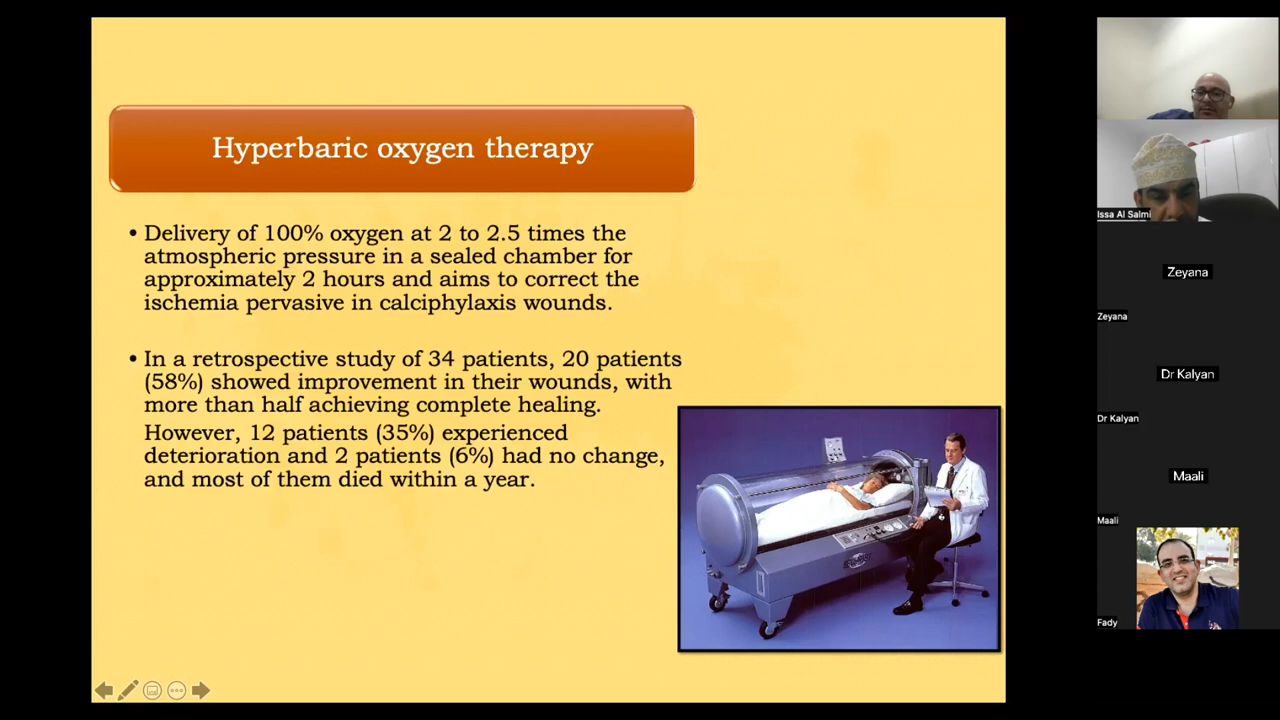 Hyperbaric oxygen therapy
• Delivery of 100% oxygen at 2 to 2.5 times the
atmospheric pressure in a sealed chamber for
approximately 2 hours and aims to correct the
ischemia pervasive in calciphylaxis wounds.
• In a retrospective study of 34 patients, 20 patients
(58%) showed improvement in their wounds, with
more than half achieving complete healing.
However, 12 patients (35%) experienced
deterioration and 2 patients (6%) had no change,
and most of them died within a year.
Issa Al Salmi
Zeyana
Zeyana
Dr Kalyan
Dr Kalyan
Maali
Maali
Fady